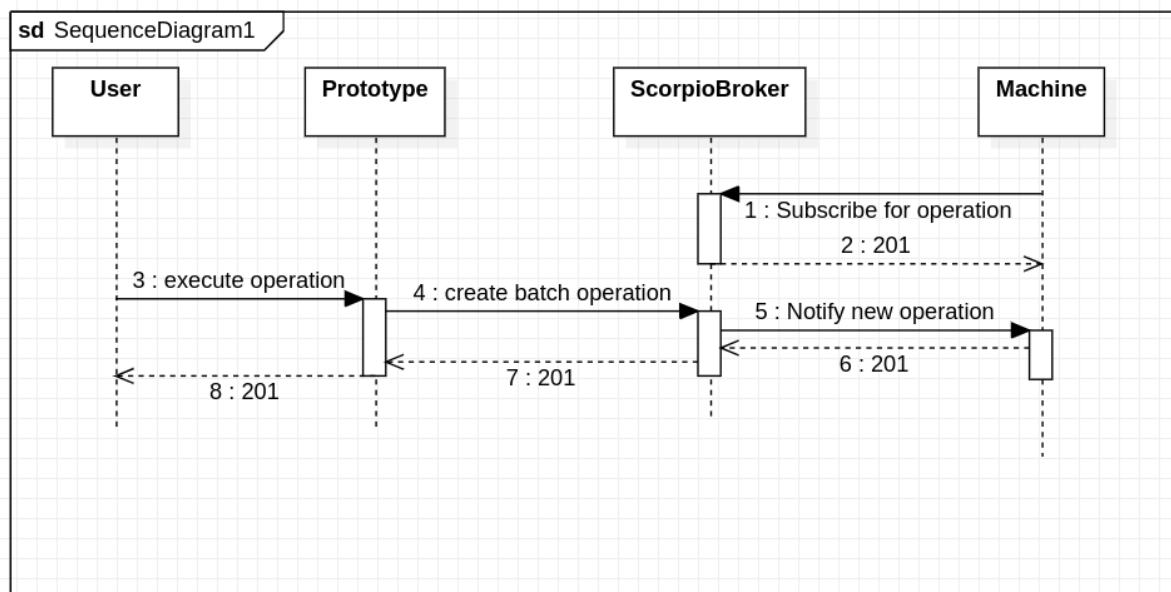 sd SequenceDiagram1
User
Prototype
ScorpioBroker
Machine
1 : Subscribe for operation
2 : 201
3 : execute operation
4 : create batch operation
5 : Notify new operation
6 : 201
7 : 201
8 : 201